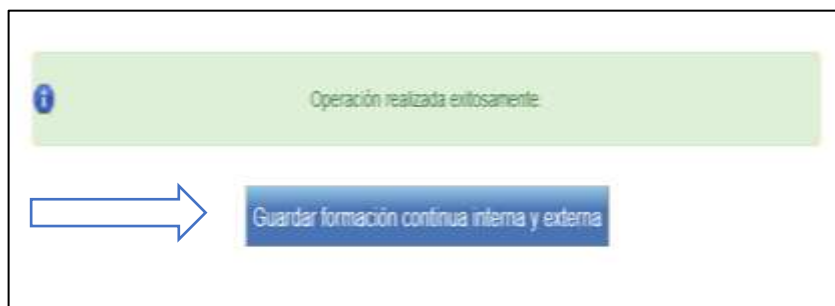 Operación realizada exitosamente
Guardar formación continua interna y externa